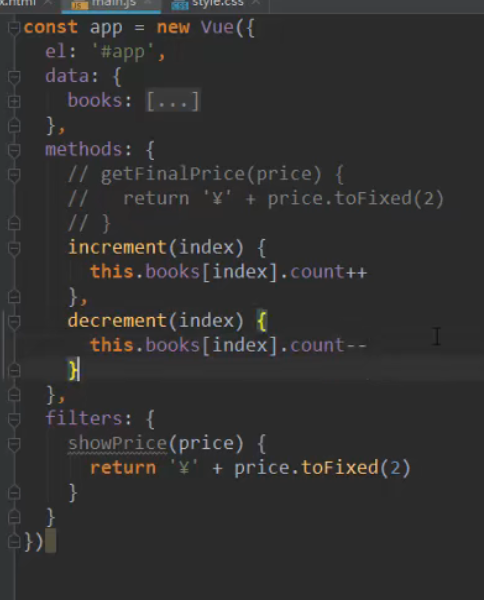 x.html main.js style.css
const app = new Vue({
  el: '#app',
  data: {
    books: [...]
  },
  methods: {
    // getFinalPrice(price) {
    //   return '¥' + price.toFixed(2)
    // }
    increment(index) {
      this.books[index].count++
    },
    decrement(index) {
      this.books[index].count--
    }
  },
  filters: {
    showPrice(price) {
      return '¥' + price.toFixed(2)
    }
  }
})